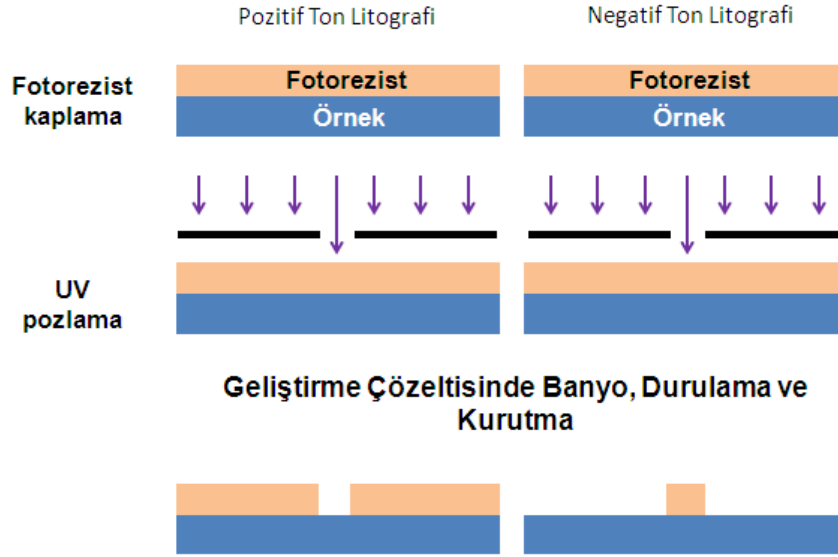 Pozitif Ton Litografi
Negatif Ton Litografi
Fotorezist
kaplama
Fotorezist
Örnek
Fotorezist
Örnek
UV
pozlama
Geliştirme Çözeltisinde Banyo, Durulama ve
Kurutma